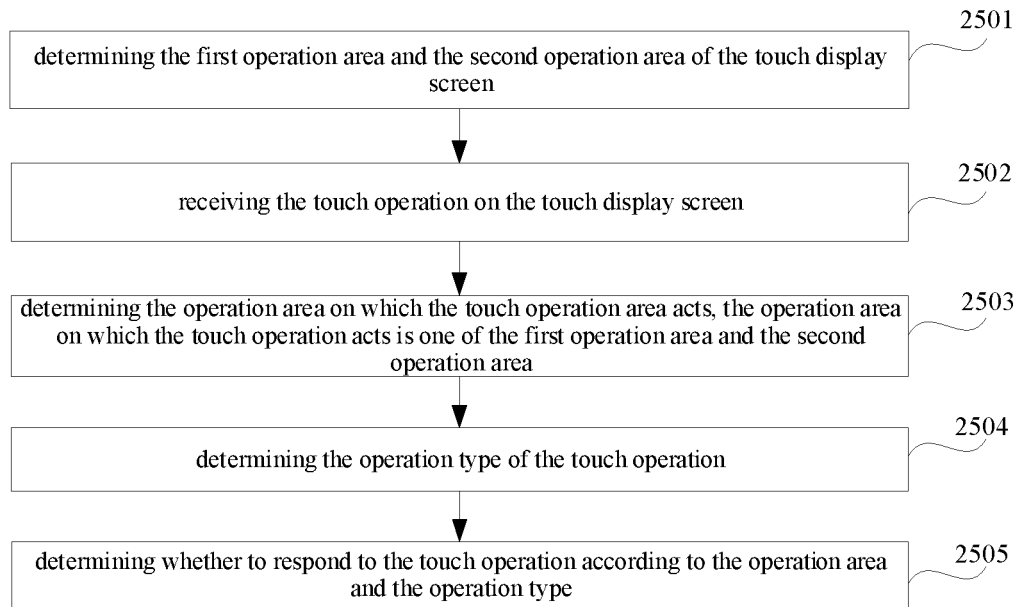 2501
determining the first operation area and the second operation area of the touch display
screen
2502
receiving the touch operation on the touch display screen
2503
determining the operation area on which the touch operation area acts, the operation area
on which the touch operation acts is one of the first operation area and the second
operation area
2504
determining the operation type of the touch operation
2505
determining whether to respond to the touch operation according to the operation area
and the operation type